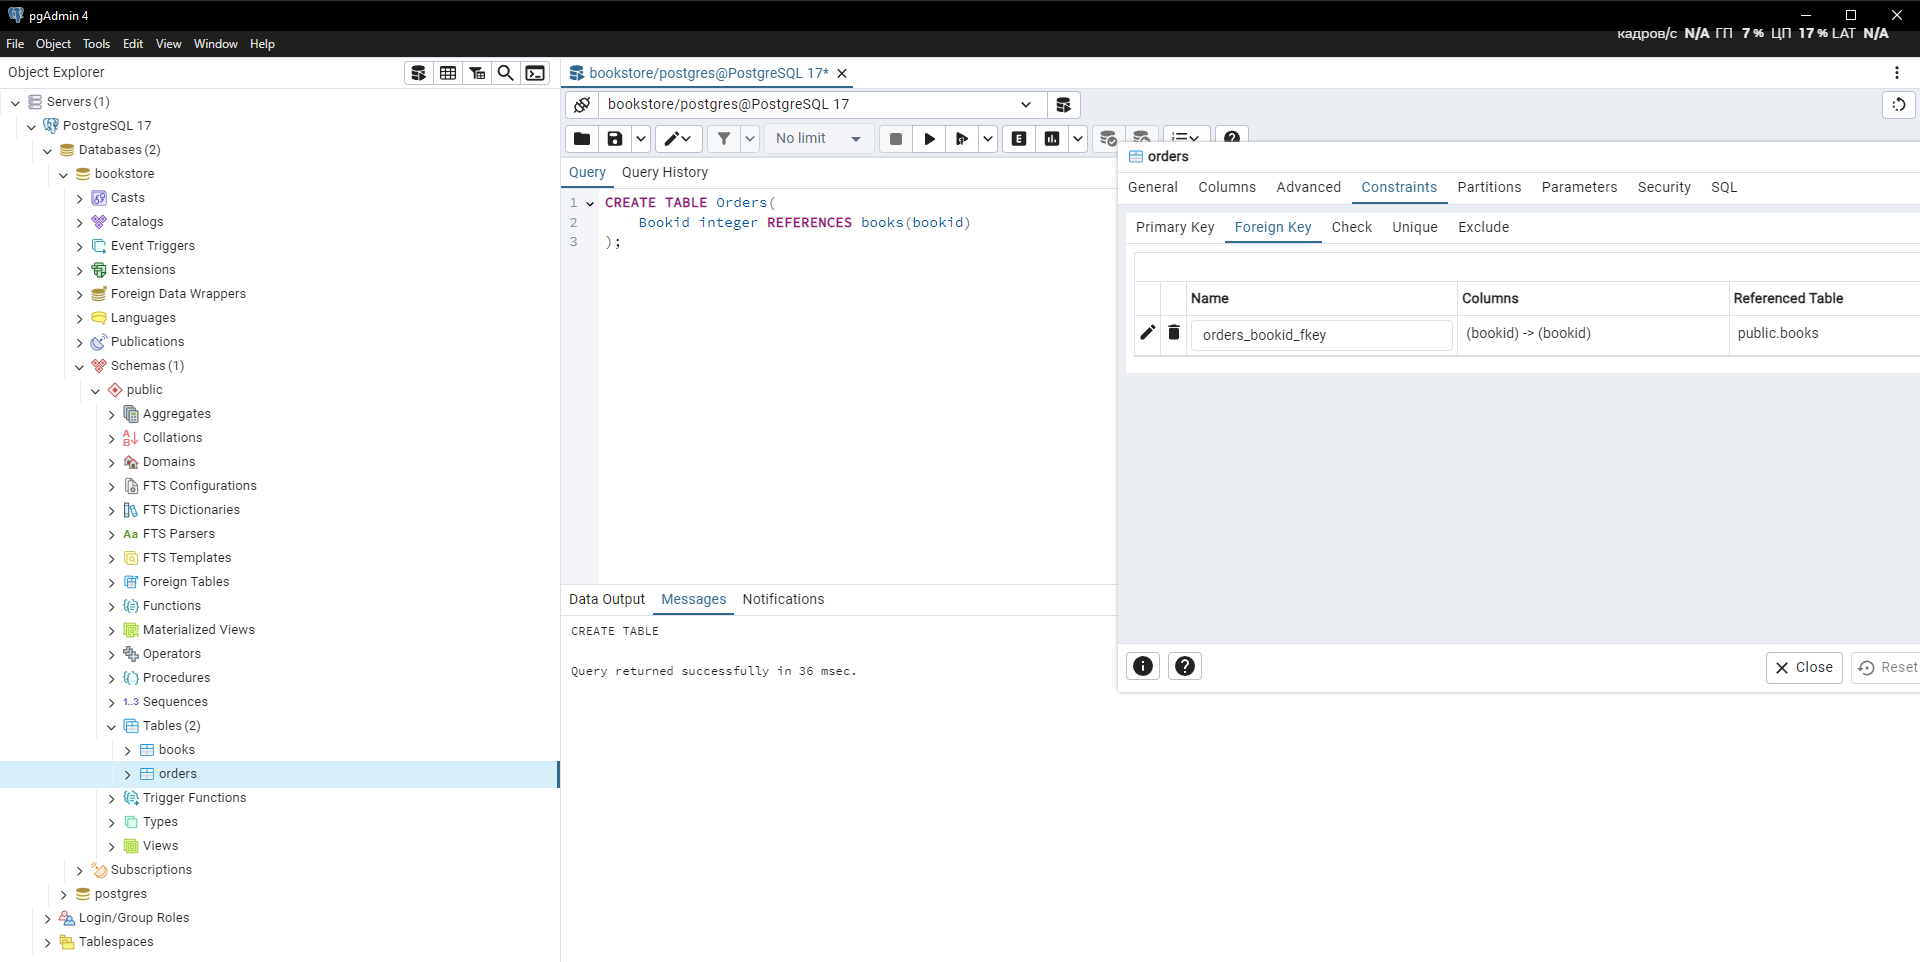 pgAdmin 4
File Object Tools Edit View Window Help
кадров/с N/A ГП 7 % ЦП 17 % LAT N/A
Object Explorer
Servers (1)
PostgreSQL 17
Databases (2)
bookstore
Casts
Catalogs
Event Triggers
Extensions
Foreign Data Wrappers
Languages
Publications
Schemas (1)
public
Aggregates
Collations
Domains
FTS Configurations
FTS Dictionaries
Aa FTS Parsers
FTS Templates
Foreign Tables
Functions
Materialized Views
Operators
Procedures
1..3 Sequences
Tables (2)
books
orders
Trigger Functions
Types
Views
Subscriptions
postgres
Login/Group Roles
Tablespaces
bookstore/postgres@PostgreSQL 17*
bookstore/postgres@PostgreSQL 17
No limit
E
Query Query History
1 CREATE TABLE Orders(
2 Bookid integer REFERENCES books(bookid)
3 );
Data Output Messages Notifications
CREATE TABLE
Query returned successfully in 36 msec.
orders
General Columns Advanced Constraints Partitions Parameters Security SQL
Primary Key Foreign Key Check Unique Exclude
Name Columns Referenced Table
orders_bookid_fkey (bookid) -> (bookid) public.books
Close Reset